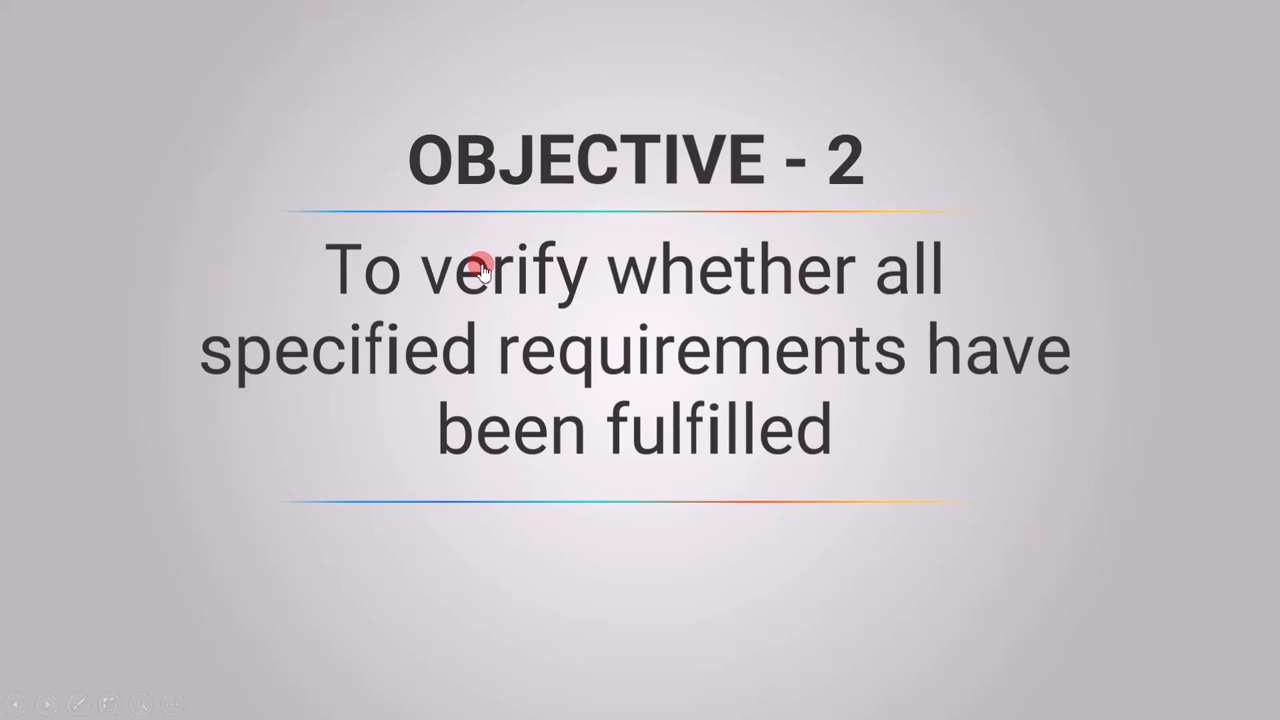 OBJECTIVE - 2
To verify whether all
specified requirements have
been fulfilled